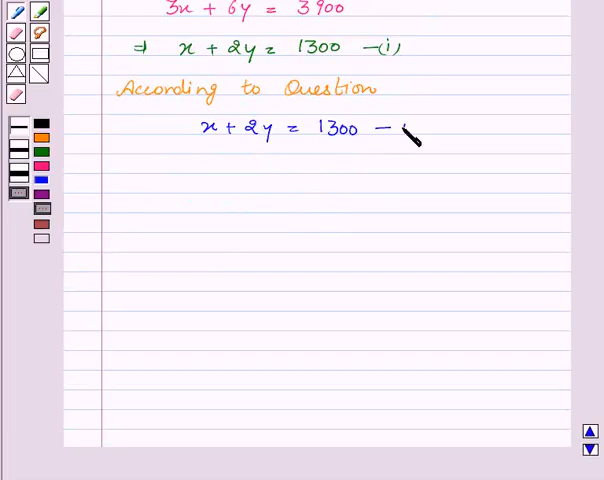 3x + 6y = 3900
⇒ x + 2y = 1300 —(i)
According to Question
x + 2y = 1300 —